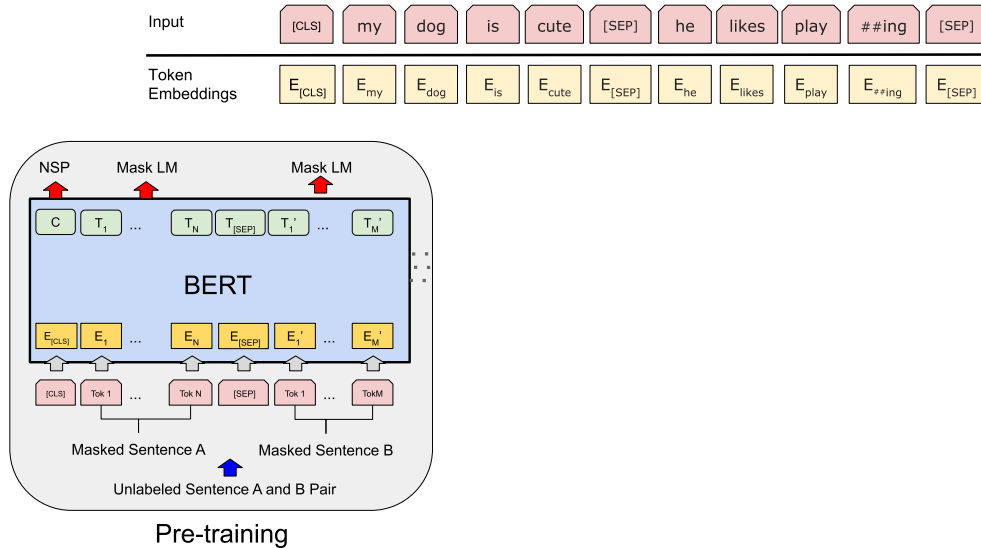 Input [CLS] my dog is cute [SEP] he likes play ##ing [SEP]
Token Embeddings E[CLS] Emy Edog Eis Ecute E[SEP] Ehe Elikes Eplay E##ing E[SEP]
NSP Mask LM Mask LM
C T1 ... TN T[SEP] T1' ... TM'
BERT
E[CLS] E1 ... EN E[SEP] E1' ... EM'
[CLS] Tok 1 ... Tok N [SEP] Tok 1 ... TokM
Masked Sentence A Masked Sentence B
Unlabeled Sentence A and B Pair
Pre-training